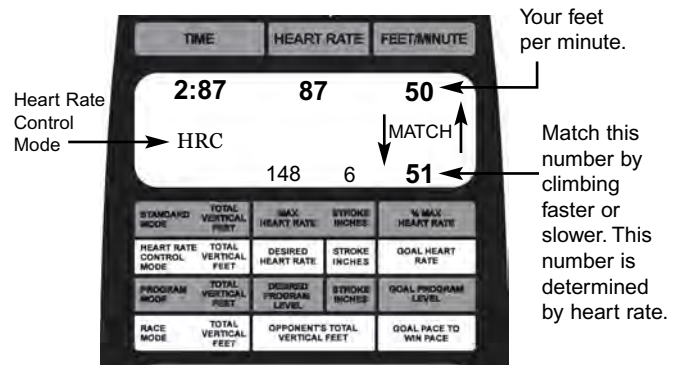 Your feet
per minute.
TIME HEART RATE FEET/MINUTE
2:87 87 50
Heart Rate
Control
Mode
HRC
MATCH
148 6 51
Match this
number by
climbing
faster or
slower. This
number is
determined
by heart rate.
STANDARD MODE TOTAL VERTICAL FEET MAX HEART RATE STROKE INCHES % MAX HEART RATE
HEART RATE CONTROL MODE TOTAL VERTICAL FEET DESIRED HEART RATE STROKE INCHES GOAL HEART RATE
PROGRAM MODE TOTAL VERTICAL FEET DESIRED PROGRAM LEVEL STROKE INCHES GOAL PROGRAM LEVEL
RACE MODE TOTAL VERTICAL FEET OPPONENT'S TOTAL VERTICAL FEET GOAL PACE TO WIN PACE